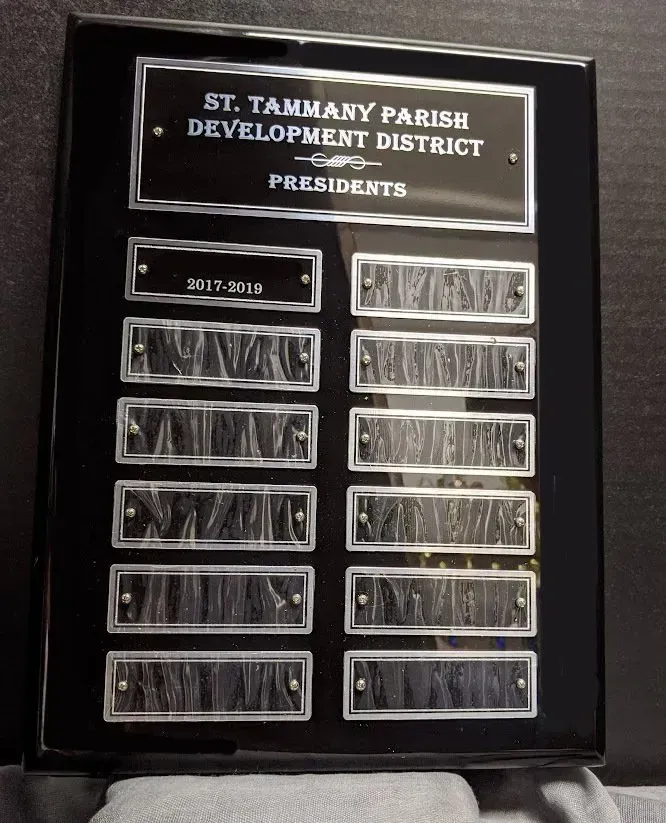 ST. TAMMANY PARISH
DEVELOPMENT DISTRICT
PRESIDENTS
2017-2019